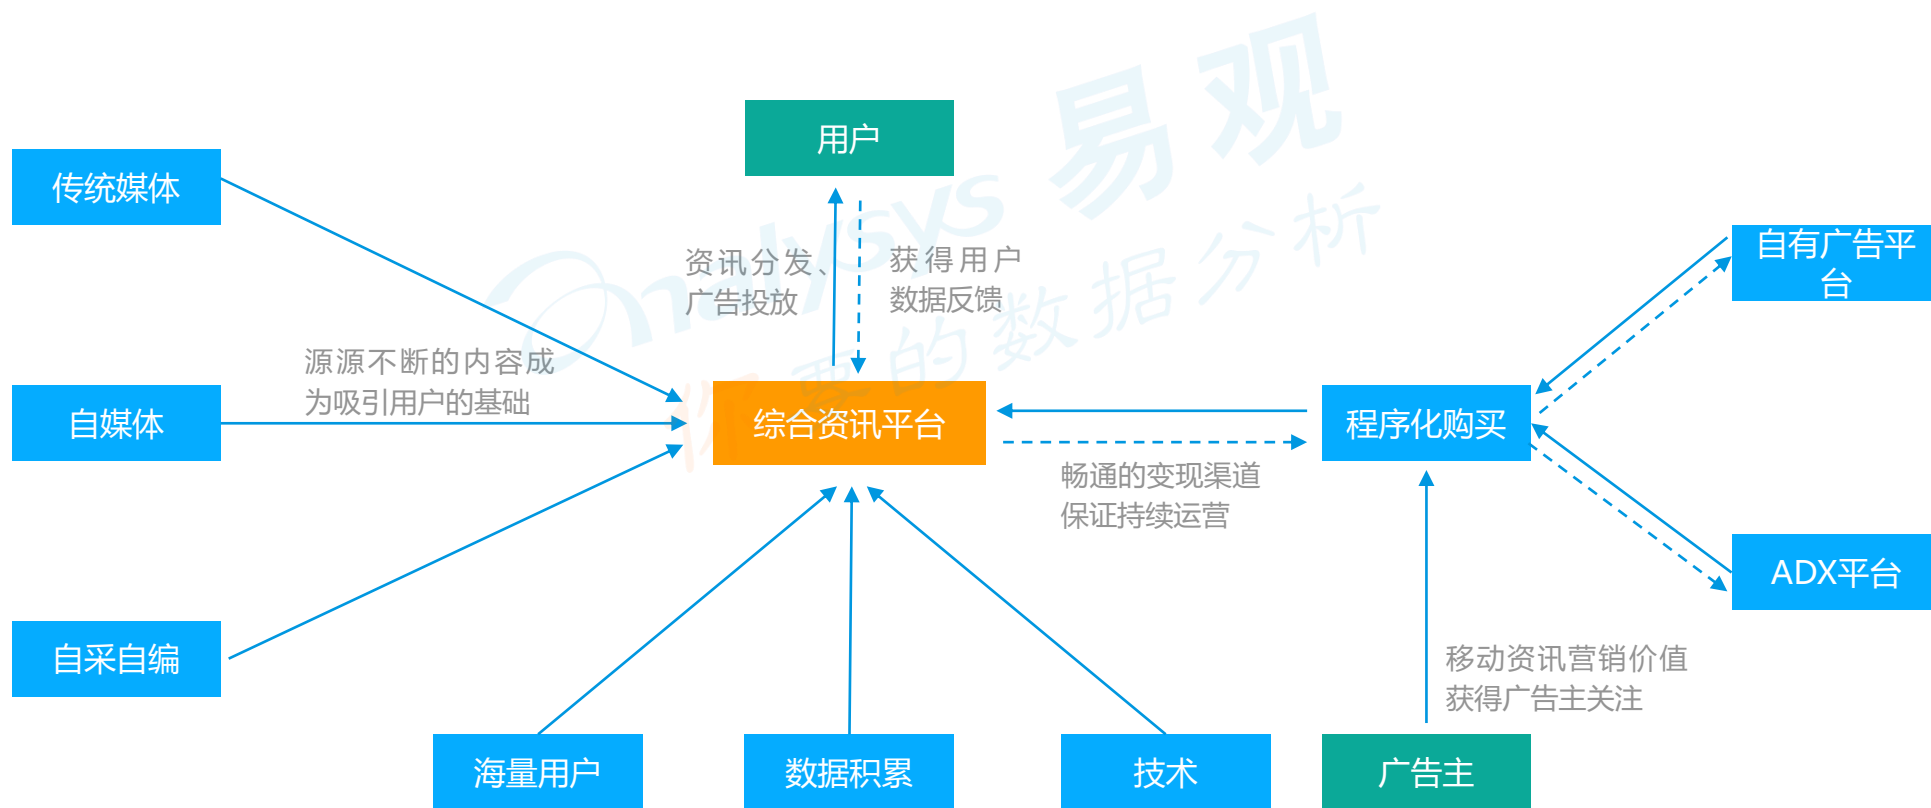 用户
传统媒体
资讯分发、
广告投放
获得用户
数据反馈
自有广告平
台
源源不断的内容成
为吸引用户的基础
自媒体
综合资讯平台
程序化购买
畅通的变现渠道
保证持续运营
ADX平台
自采自编
移动资讯营销价值
获得广告主关注
海量用户
数据积累
技术
广告主
analysys 易观
你要的数据分析